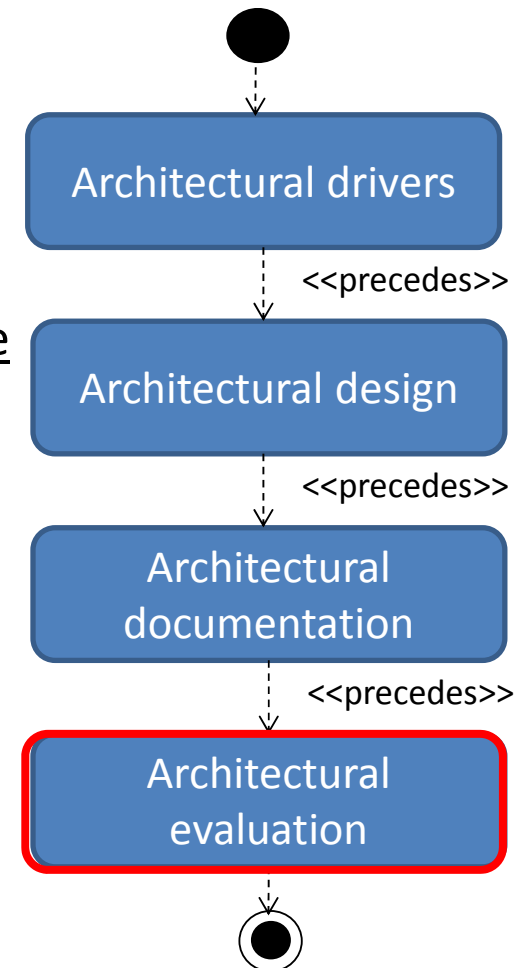 Architectural drivers
<<precedes>>
e
Architectural design
<<precedes>>
Architectural
documentation
<<precedes>>
Architectural
evaluation